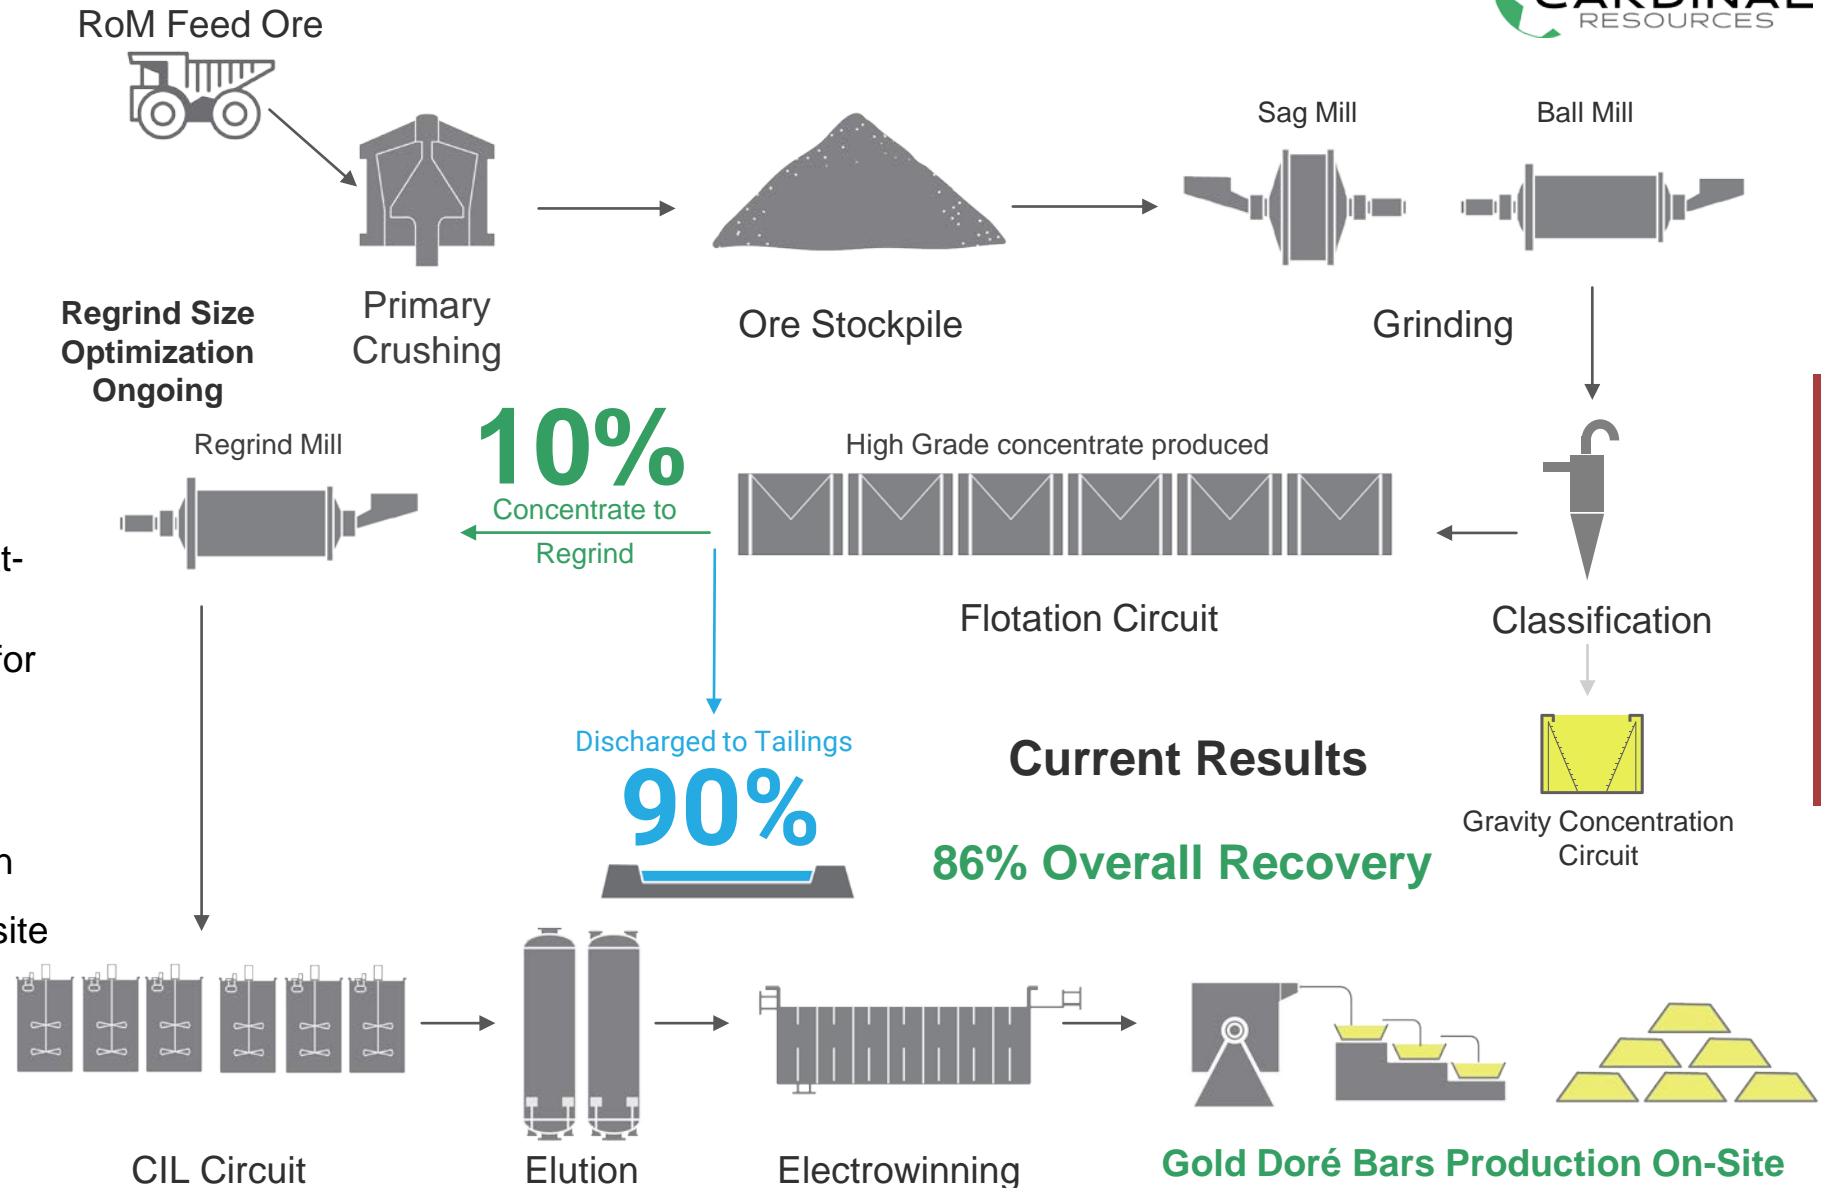 RoM Feed Ore
RESOURCES
Sag Mill
Ball Mill
Primary
Crushing
Ore Stockpile
Grinding
Regrind Size
Optimization
Ongoing
Regrind Mill
10%
Concentrate to
Regrind
High Grade concentrate produced
Flotation Circuit
Classification
for
Discharged to Tailings
90%
Current Results
86% Overall Recovery
Gravity Concentration
Circuit
CIL Circuit
Elution
Electrowinning
Gold Doré Bars Production On-Site